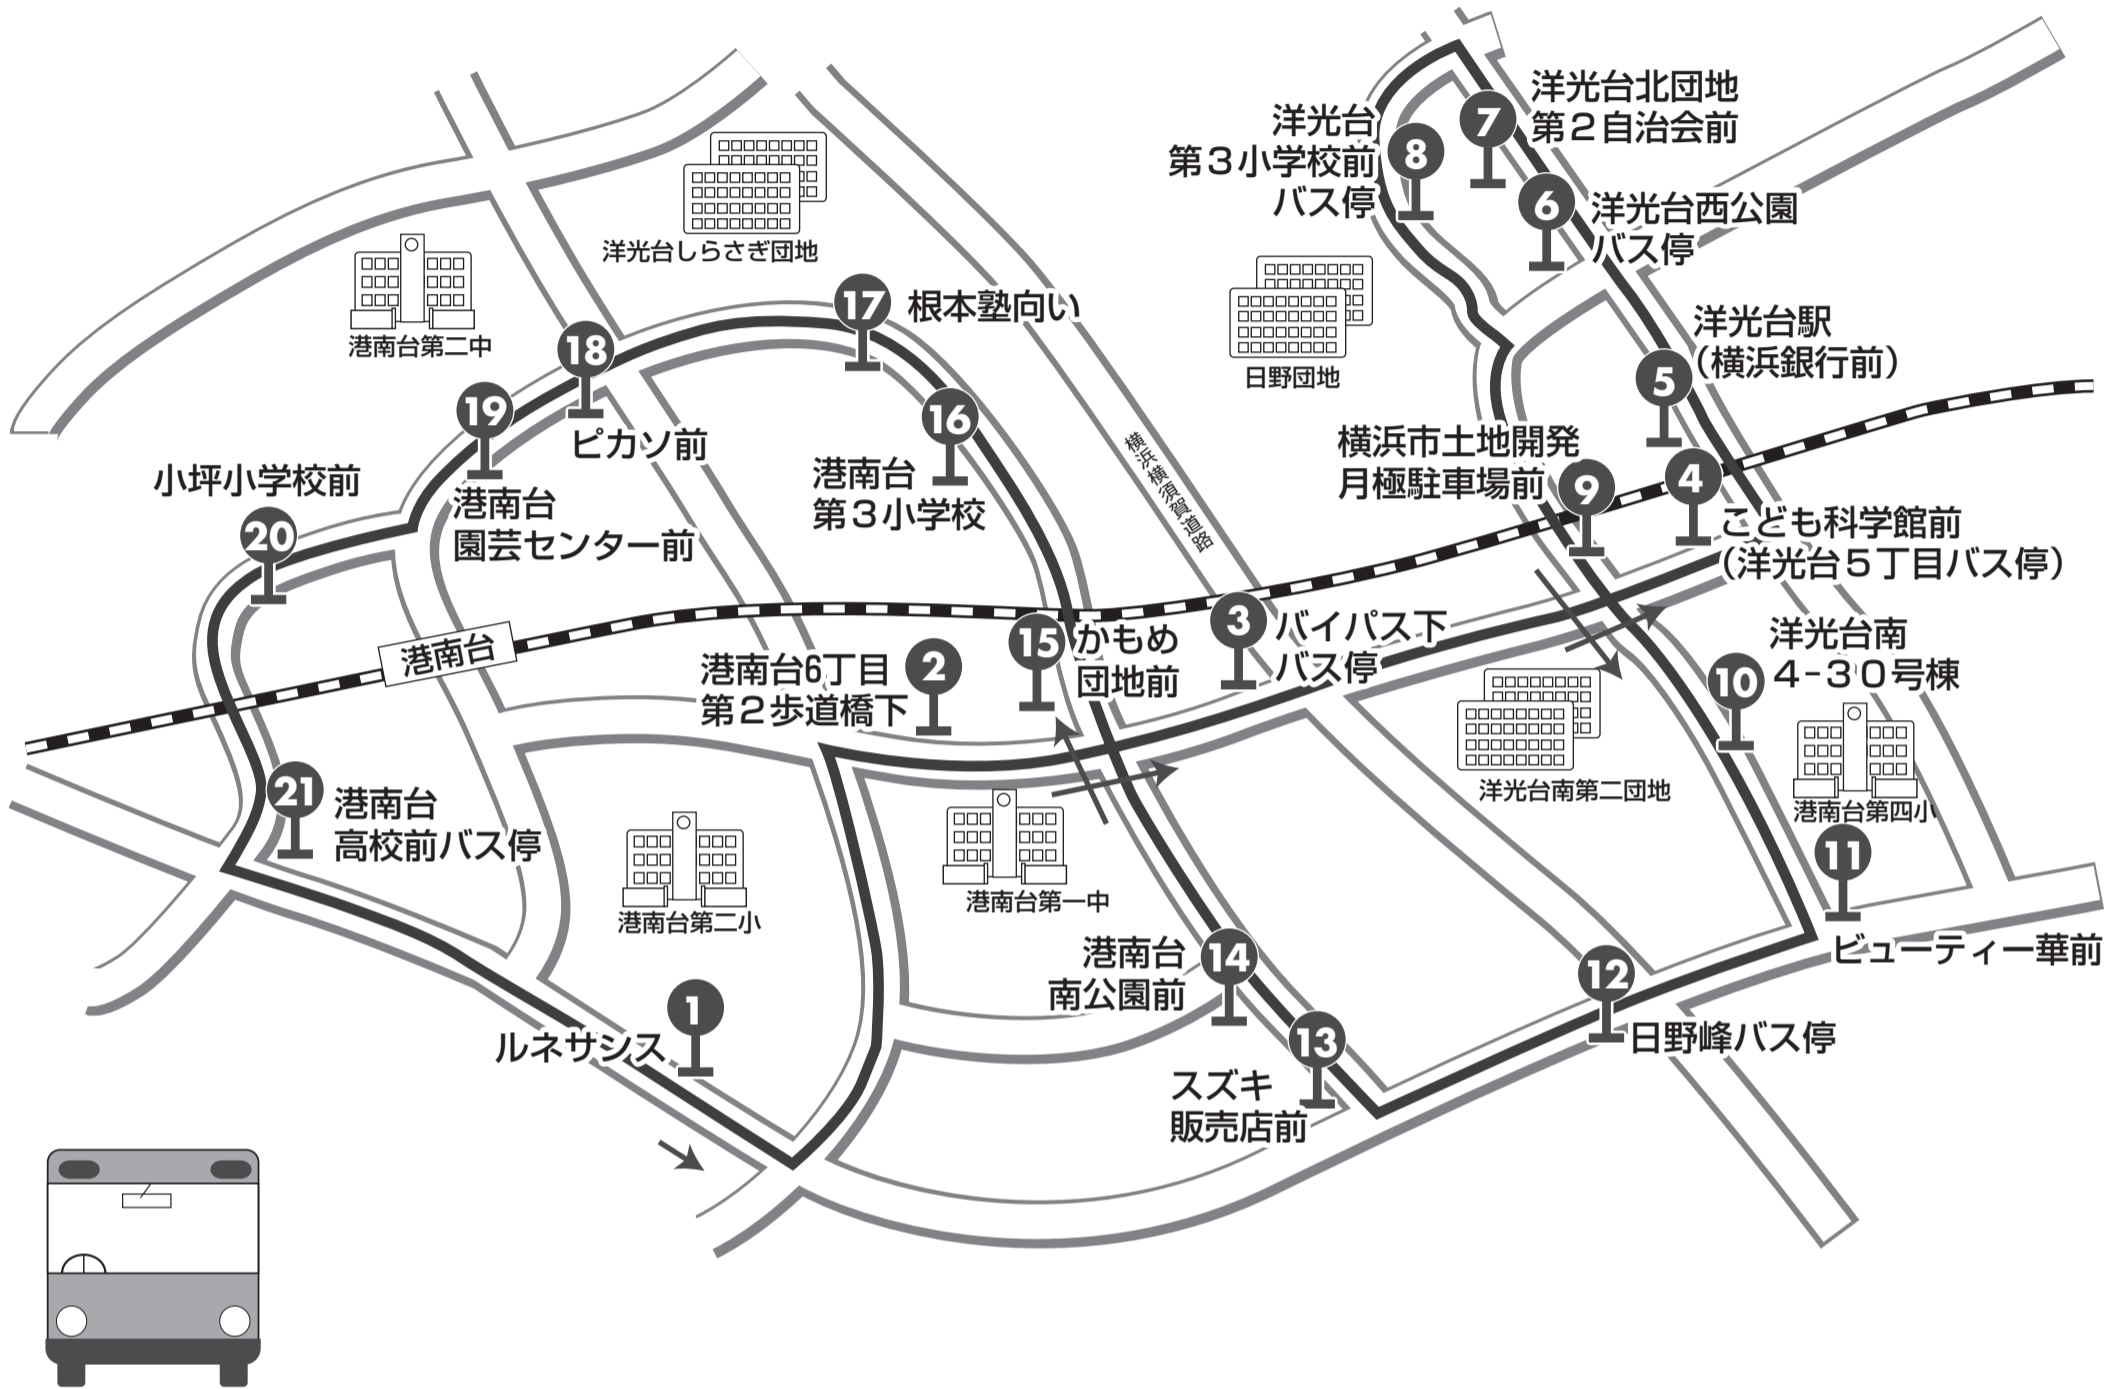 洋光台北団地
第2自治会前
7
洋光台
第3小学校前
バス停
8
6
洋光台西公園
バス停
洋光台しらさぎ団地
港南台第二中
17
根本塾向い
18
ピカソ前
日野団地
洋光台駅
(横浜銀行前)
5
19
港南台
園芸センター前
16
港南台
第3小学校
横浜横須賀道路
横浜市土地開発
月極駐車場前
9
4
こども科学館前
(洋光台5丁目バス停)
小坪小学校前
20
港南台
港南台6丁目
第2歩道橋下
2
15
かもめ
団地前
3
バイパス下
バス停
洋光台南
4-30号棟
10
洋光台南第二団地
港南台第四小
21
港南台
高校前バス停
港南台第二小
港南台第一中
11
ビューティー華前
港南台
南公園前
14
12
日野峰バス停
1
ルネサシス
13
スズキ
販売店前